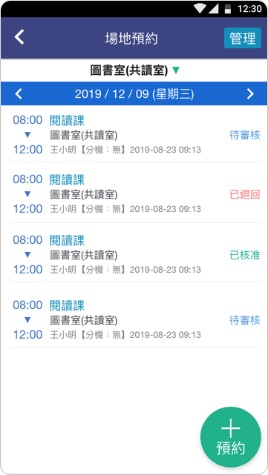 12:30
場地預約
管理
圖書室(共讀室) ▼
2019 / 12 / 09 (星期三)
08:00 閱讀課
▼ 圖書室(共讀室) 待審核
12:00 王小明【分機：無】2019-08-23 09:13
08:00 閱讀課
▼ 圖書室(共讀室) 已退回
12:00 王小明【分機：無】2019-08-23 09:13
08:00 閱讀課
▼ 圖書室(共讀室) 已核准
12:00 王小明【分機：無】2019-08-23 09:13
08:00 閱讀課
▼ 圖書室(共讀室) 待審核
12:00 王小明【分機：無】2019-08-23 09:13
預約